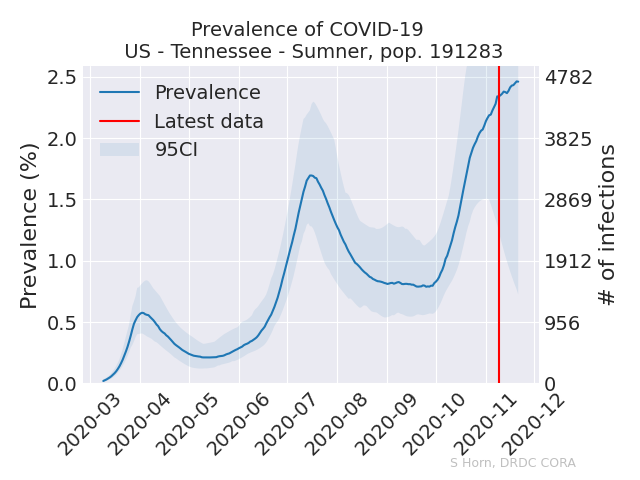 Prevalence of COVID-19
US - Tennessee - Sumner, pop. 191283
Prevalence
Latest data
95CI
Prevalence (%)
2.5
2.0
1.5
1.0
0.5
0.0
4782
3825
2869
1912
956
0
# of infections
2020-03
2020-04
2020-05
2020-06
2020-07
2020-08
2020-09
2020-10
2020-11
2020-12
S Horn, DRDC CORA